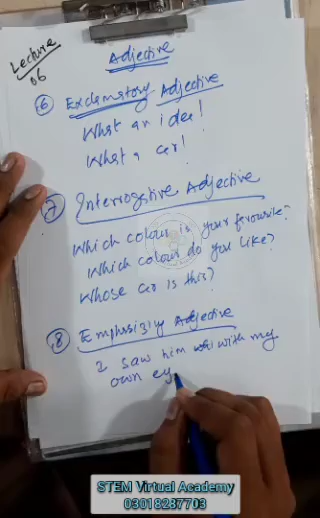 Lecture
06
Adjective
6 Exclamatory Adjective
What an idea!
What a car!
7 Interrogative Adjective
Which colour is your favourite?
Which colour do you like?
Whose car is this?
8 Emphasizing Adjective
I saw him with my
own ey
STEM Virtual Academy
03018287703